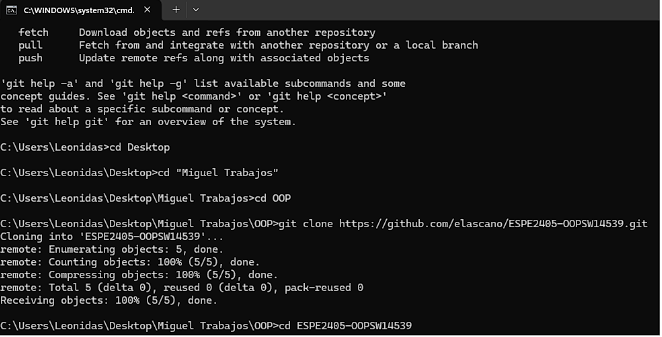 C:\WINDOWS\system32\cmd.
fetch Download objects and refs from another repository
pull Fetch from and integrate with another repository or a local branch
push Update remote refs along with associated objects
'git help -a' and 'git help -g' list available subcommands and some
concept guides. See 'git help <command>' or 'git help <concept>'
to read about a specific subcommand or concept.
See 'git help git' for an overview of the system.
C:\Users\Leonidas>cd Desktop
C:\Users\Leonidas\Desktop>cd "Miguel Trabajos"
C:\Users\Leonidas\Desktop\Miguel Trabajos>cd OOP
C:\Users\Leonidas\Desktop\Miguel Trabajos\OOP>git clone https://github.com/elascano/ESPE2405-OOPSW14539.git
Cloning into 'ESPE2405-OOPSW14539'...
remote: Enumerating objects: 5, done.
remote: Counting objects: 100% (5/5), done.
remote: Compressing objects: 100% (5/5), done.
remote: Total 5 (delta 0), reused 0 (delta 0), pack-reused 0
Receiving objects: 100% (5/5), done.
C:\Users\Leonidas\Desktop\Miguel Trabajos\OOP>cd ESPE2405-OOPSW14539